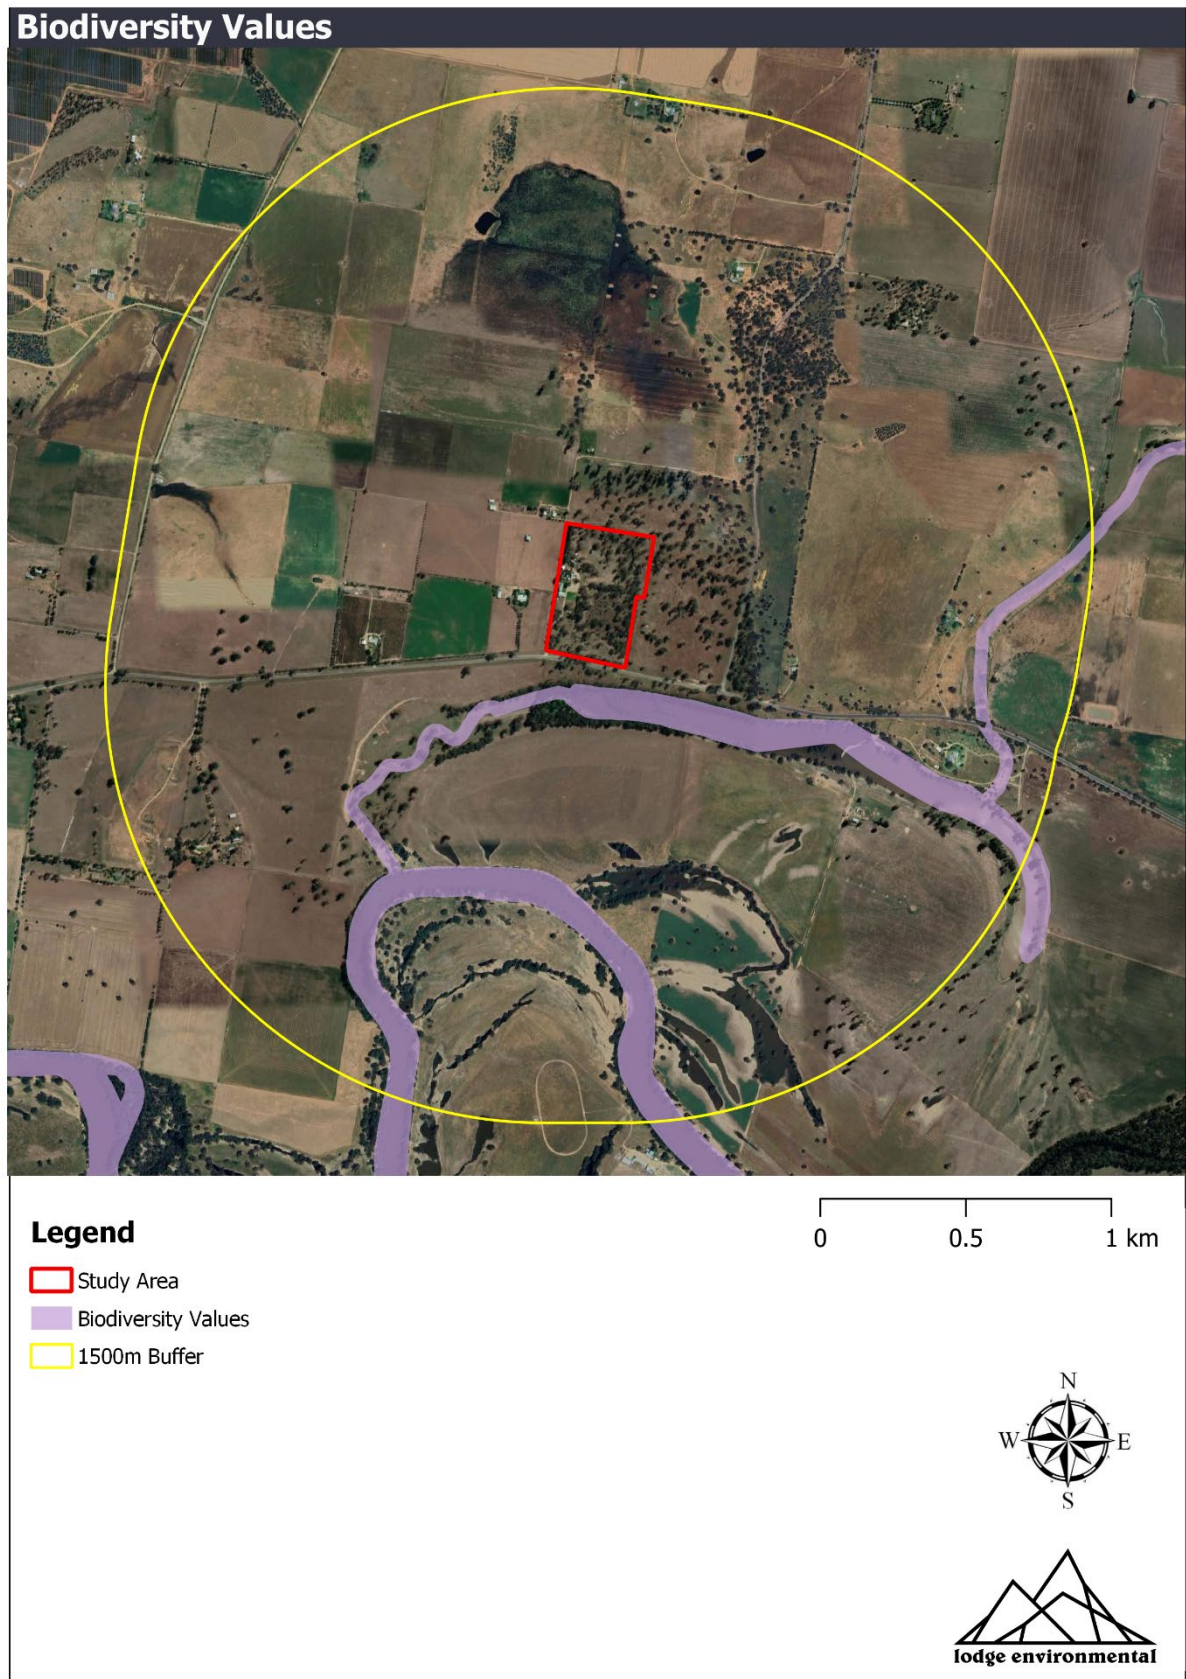 Biodiversity Values
Legend
Study Area
Biodiversity Values
1500m Buffer
0 0.5 1 km
N
W E
S
lodge environmental